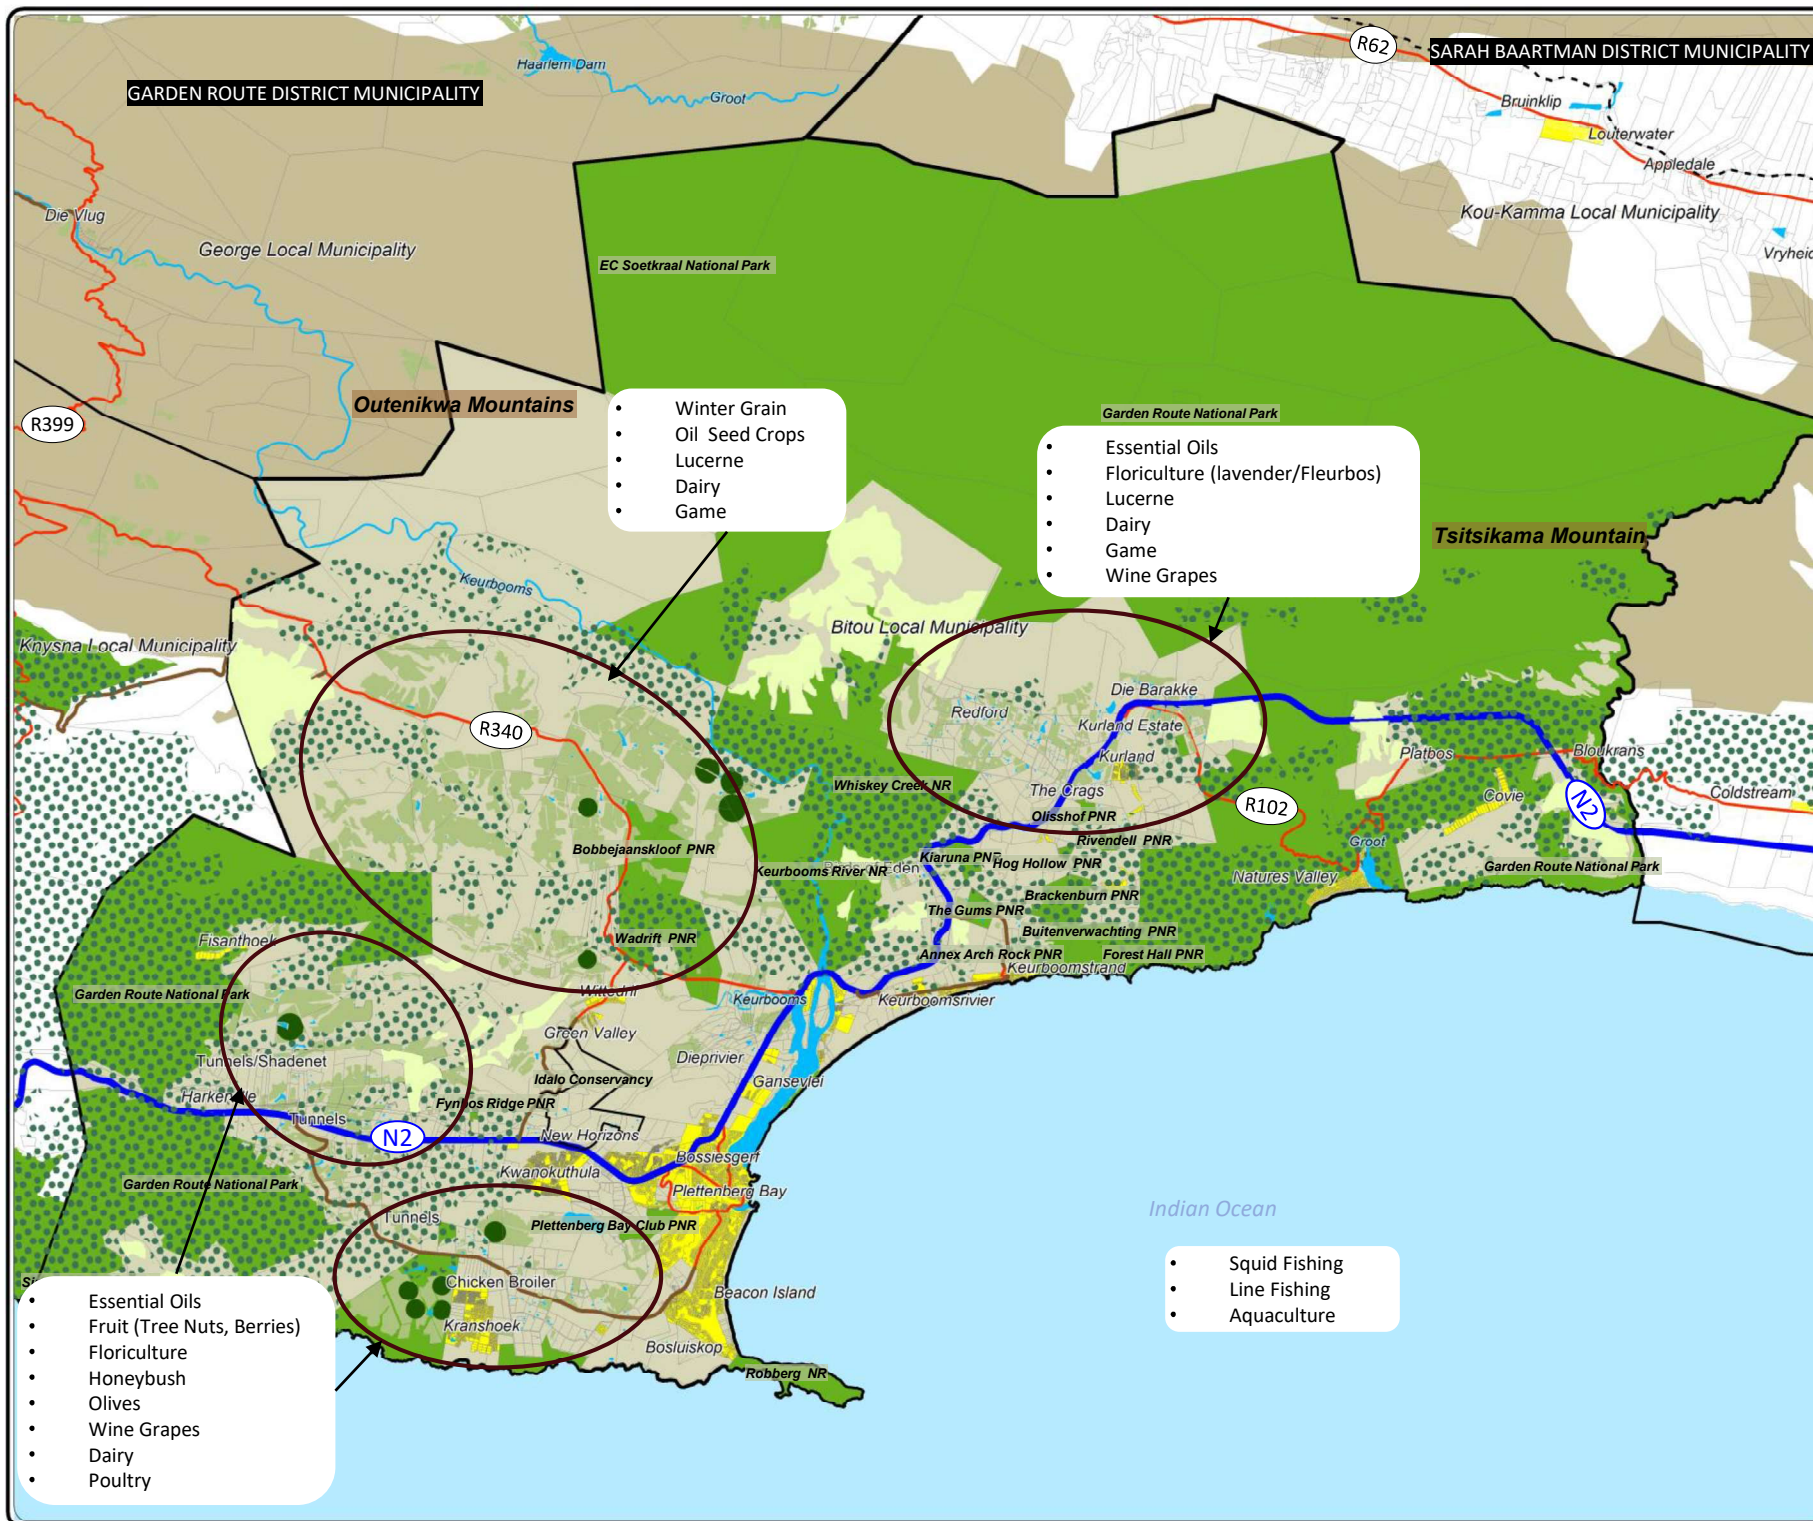 Haarlem Dam
Groot
R62
SARAH BAARTMAN DISTRICT MUNICIPALITY
GARDEN ROUTE DISTRICT MUNICIPALITY
Bruinklip
Louterwater
Appledale
Die Vlug
George Local Municipality
Kou-Kamma Local Municipality
EC Soetkraal National Park
R399
Outenikwa Mountains
• Winter Grain
• Oil Seed Crops
• Lucerne
• Dairy
• Game
Garden Route National Park
• Essential Oils
• Floriculture (lavender/Fleurbos)
• Lucerne
• Dairy
• Game
• Wine Grapes
Tsitsikama Mountain
Keurbooms
Knysna Local Municipality
Bitou Local Municipality
R340
Die Barakke
Redford
Kurland Estate
Kurland
Platbos
Bloukrans
Whiskey Creek NR
The Crags
R102
Covie
N2
Coldstream
Olisshof PNR
Rivendell PNR
Groot
Bobbejaanskloof PNR
Kiaruna PNR
Hog Hollow PNR
Keurbooms River NR
Eden
Garden Route National Park
Natures Valley
Brackenburn PNR
The Gums PNR
Buitenverwachting PNR
Fisanthoek
Wadrift PNR
Annex Arch Rock PNR
Forest Hall PNR
Keurboomstrand
Garden Route National Park
Wittedrif
Keurbooms
Keurboomsrivier
Green Valley
Tunnels/Shadenet
Dieprivier
Idalo Conservancy
Gansevlei
Harkerville
Fynbos Ridge PNR
Tunnels
N2
New Horizons
Bossiesgerf
Kwanokuthula
Garden Route National Park
Plettenberg Bay
Tunnels
Plettenberg Bay Club PNR
Indian Ocean
Chicken Broiler
Beacon Island
• Squid Fishing
• Line Fishing
• Aquaculture
Kranshoek
Bosluiskop
Robberg NR
• Essential Oils
• Fruit (Tree Nuts, Berries)
• Floriculture
• Honeybush
• Olives
• Wine Grapes
• Dairy
• Poultry